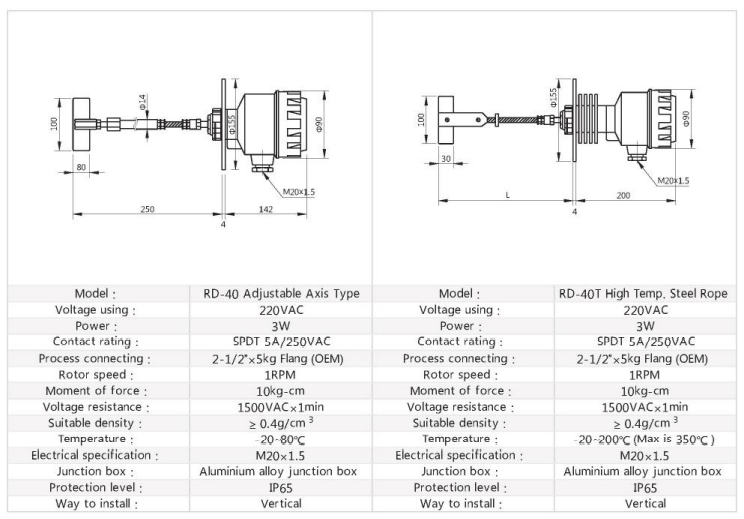 100
Φ14
Φ155
Φ90
80
M20×1.5
250
142
4
100
Φ155
Φ90
30
M20×1.5
L
200
4
Model : RD-40 Adjustable Axis Type
Voltage using : 220VAC
Power : 3W
Contact rating : SPDT 5A/250VAC
Process connecting : 2-1/2"×5kg Flang (OEM)
Rotor speed : 1RPM
Moment of force : 10kg-cm
Voltage resistance : 1500VAC×1min
Suitable density : ≥ 0.4g/cm³
Temperature : -20-80℃
Electrical specification : M20×1.5
Junction box : Aluminium alloy junction box
Protection level : IP65
Way to install : Vertical
Model : RD-40T High Temp. Steel Rope
Voltage using : 220VAC
Power : 3W
Contact rating : SPDT 5A/250VAC
Process connecting : 2-1/2"×5kg Flang (OEM)
Rotor speed : 1RPM
Moment of force : 10kg-cm
Voltage resistance : 1500VAC×1min
Suitable density : ≥ 0.4g/cm³
Temperature : -20-200℃ (Max is 350℃)
Electrical specification : M20×1.5
Junction box : Aluminium alloy junction box
Protection level : IP65
Way to install : Vertical